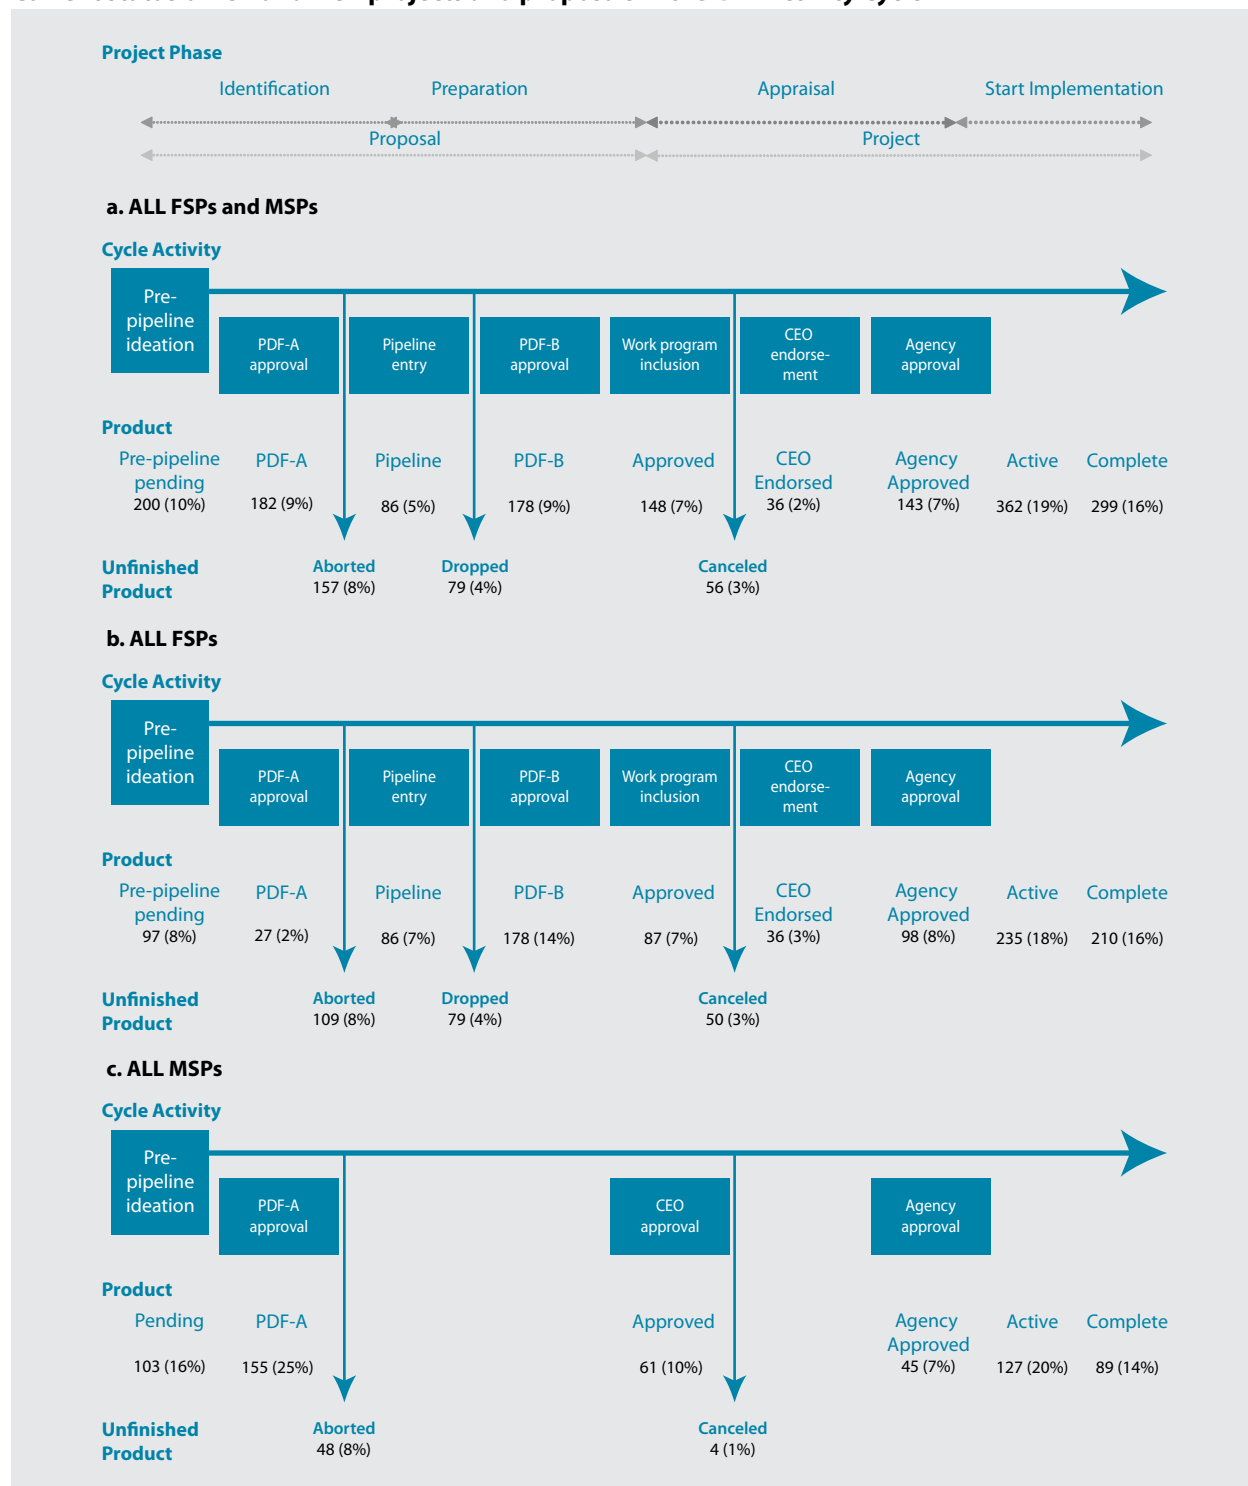 Project Phase
Identification Preparation Appraisal Start Implementation
Proposal Project
a. ALL FSPs and MSPs
Cycle Activity
Pre-
pipeline
ideation
PDF-A
approval
Pipeline
entry
PDF-B
approval
Work program
inclusion
CEO
endorse-
ment
Agency
approval
Product
Pre-pipeline
pending
200 (10%)
PDF-A
182 (9%)
Pipeline
86 (5%)
PDF-B
178 (9%)
Approved
148 (7%)
CEO
Endorsed
36 (2%)
Agency
Approved
143 (7%)
Active
362 (19%)
Complete
299 (16%)
Unfinished
Product
Aborted
157 (8%)
Dropped
79 (4%)
Canceled
56 (3%)
b. ALL FSPs
Cycle Activity
Pre-
pipeline
ideation
PDF-A
approval
Pipeline
entry
PDF-B
approval
Work program
inclusion
CEO
endorse-
ment
Agency
approval
Product
Pre-pipeline
pending
97 (8%)
PDF-A
27 (2%)
Pipeline
86 (7%)
PDF-B
178 (14%)
Approved
87 (7%)
CEO
Endorsed
36 (3%)
Agency
Approved
98 (8%)
Active
235 (18%)
Complete
210 (16%)
Unfinished
Product
Aborted
109 (8%)
Dropped
79 (4%)
Canceled
50 (3%)
c. ALL MSPs
Cycle Activity
Pre-
pipeline
ideation
PDF-A
approval
CEO
approval
Agency
approval
Product
Pending
103 (16%)
PDF-A
155 (25%)
Approved
61 (10%)
Agency
Approved
45 (7%)
Active
127 (20%)
Complete
89 (14%)
Unfinished
Product
Aborted
48 (8%)
Canceled
4 (1%)